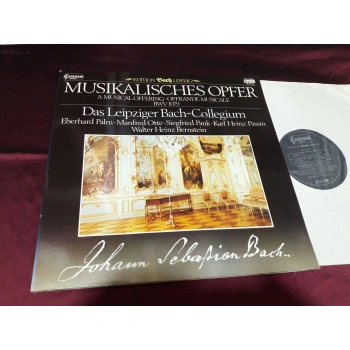 EDITION Bach LEIPZIG
MUSIKALISCHES OPFER
A MUSICAL OFFERING · OFFRANDE MUSICALE
BWV 1079
Das Leipziger Bach-Collegium
Eberhard Palm · Manfred Otte · Siegfried Pank · Karl Heinz Passin
Walter Heinz Bernstein
Johann Sebastian Bach..